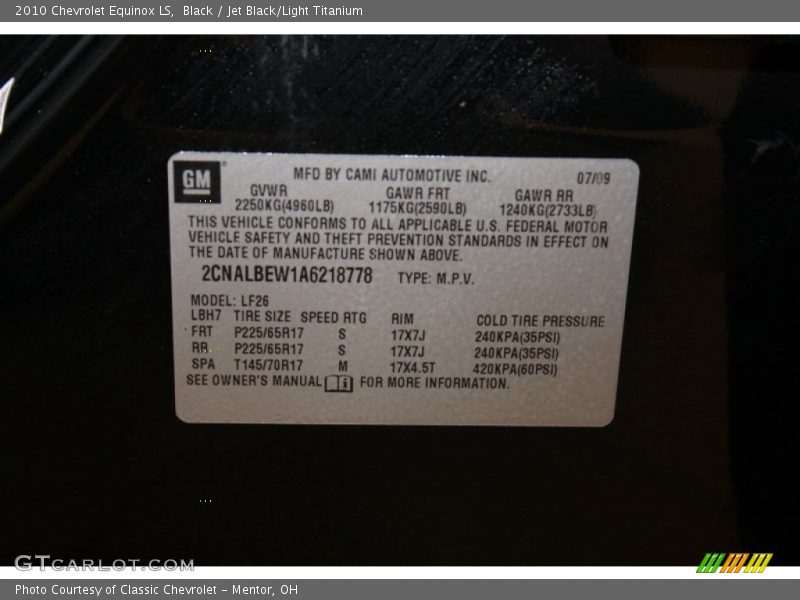 2010 Chevrolet Equinox LS, Black / Jet Black/Light Titanium
GM
MFD BY CAMI AUTOMOTIVE INC. 07/09
GVWR GAWR FRT GAWR RR
2250KG(4960LB) 1175KG(2590LB) 1240KG(2733LB)
THIS VEHICLE CONFORMS TO ALL APPLICABLE U.S. FEDERAL MOTOR
VEHICLE SAFETY AND THEFT PREVENTION STANDARDS IN EFFECT ON
THE DATE OF MANUFACTURE SHOWN ABOVE.
2CNALBEW1A6218778 TYPE: M.P.V.
MODEL: LF26
LBH7 TIRE SIZE SPEED RTG RIM COLD TIRE PRESSURE
FRT P225/65R17 S 17X7J 240KPA(35PSI)
RR P225/65R17 S 17X7J 240KPA(35PSI)
SPA T145/70R17 M 17X4.5T 420KPA(60PSI)
SEE OWNER'S MANUAL FOR MORE INFORMATION.
GTCARLOT.COM
Photo Courtesy of Classic Chevrolet - Mentor, OH